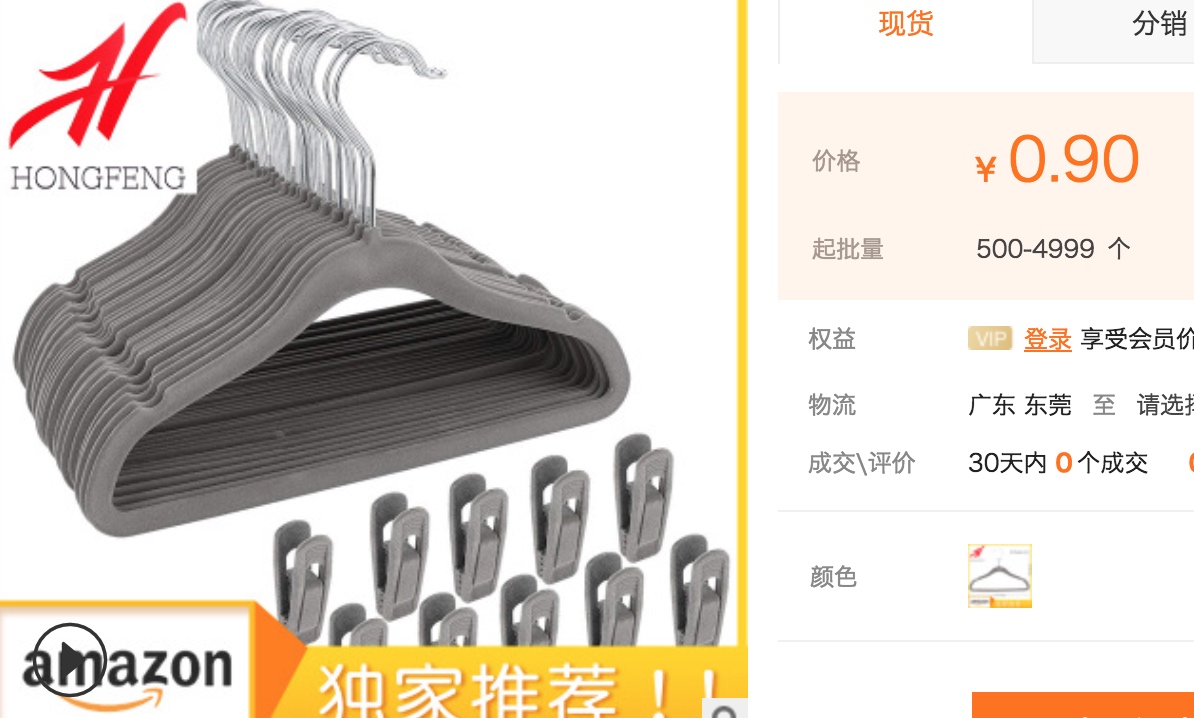 HONGFENG
amazon
独家推荐！！
现货
分销
价格
¥ 0.90
起批量
500-4999 个
权益
VIP 登录 享受会员价
物流
广东 东莞 至 请选择
成交\评价
30天内 0 个成交
颜色